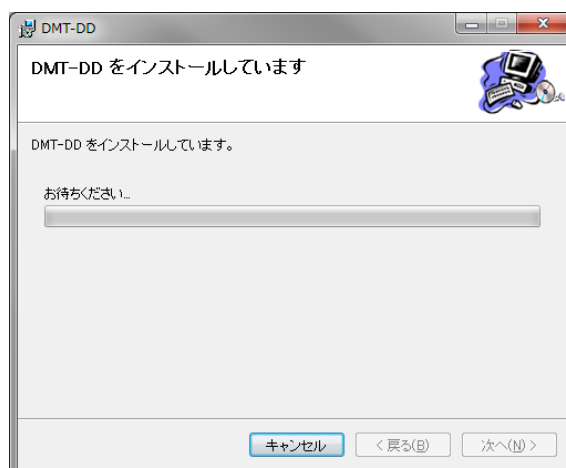 DMT-DD
DMT-DD をインストールしています
DMT-DD をインストールしています。
お待ちください...
キャンセル
< 戻る(B)
次へ(N) >